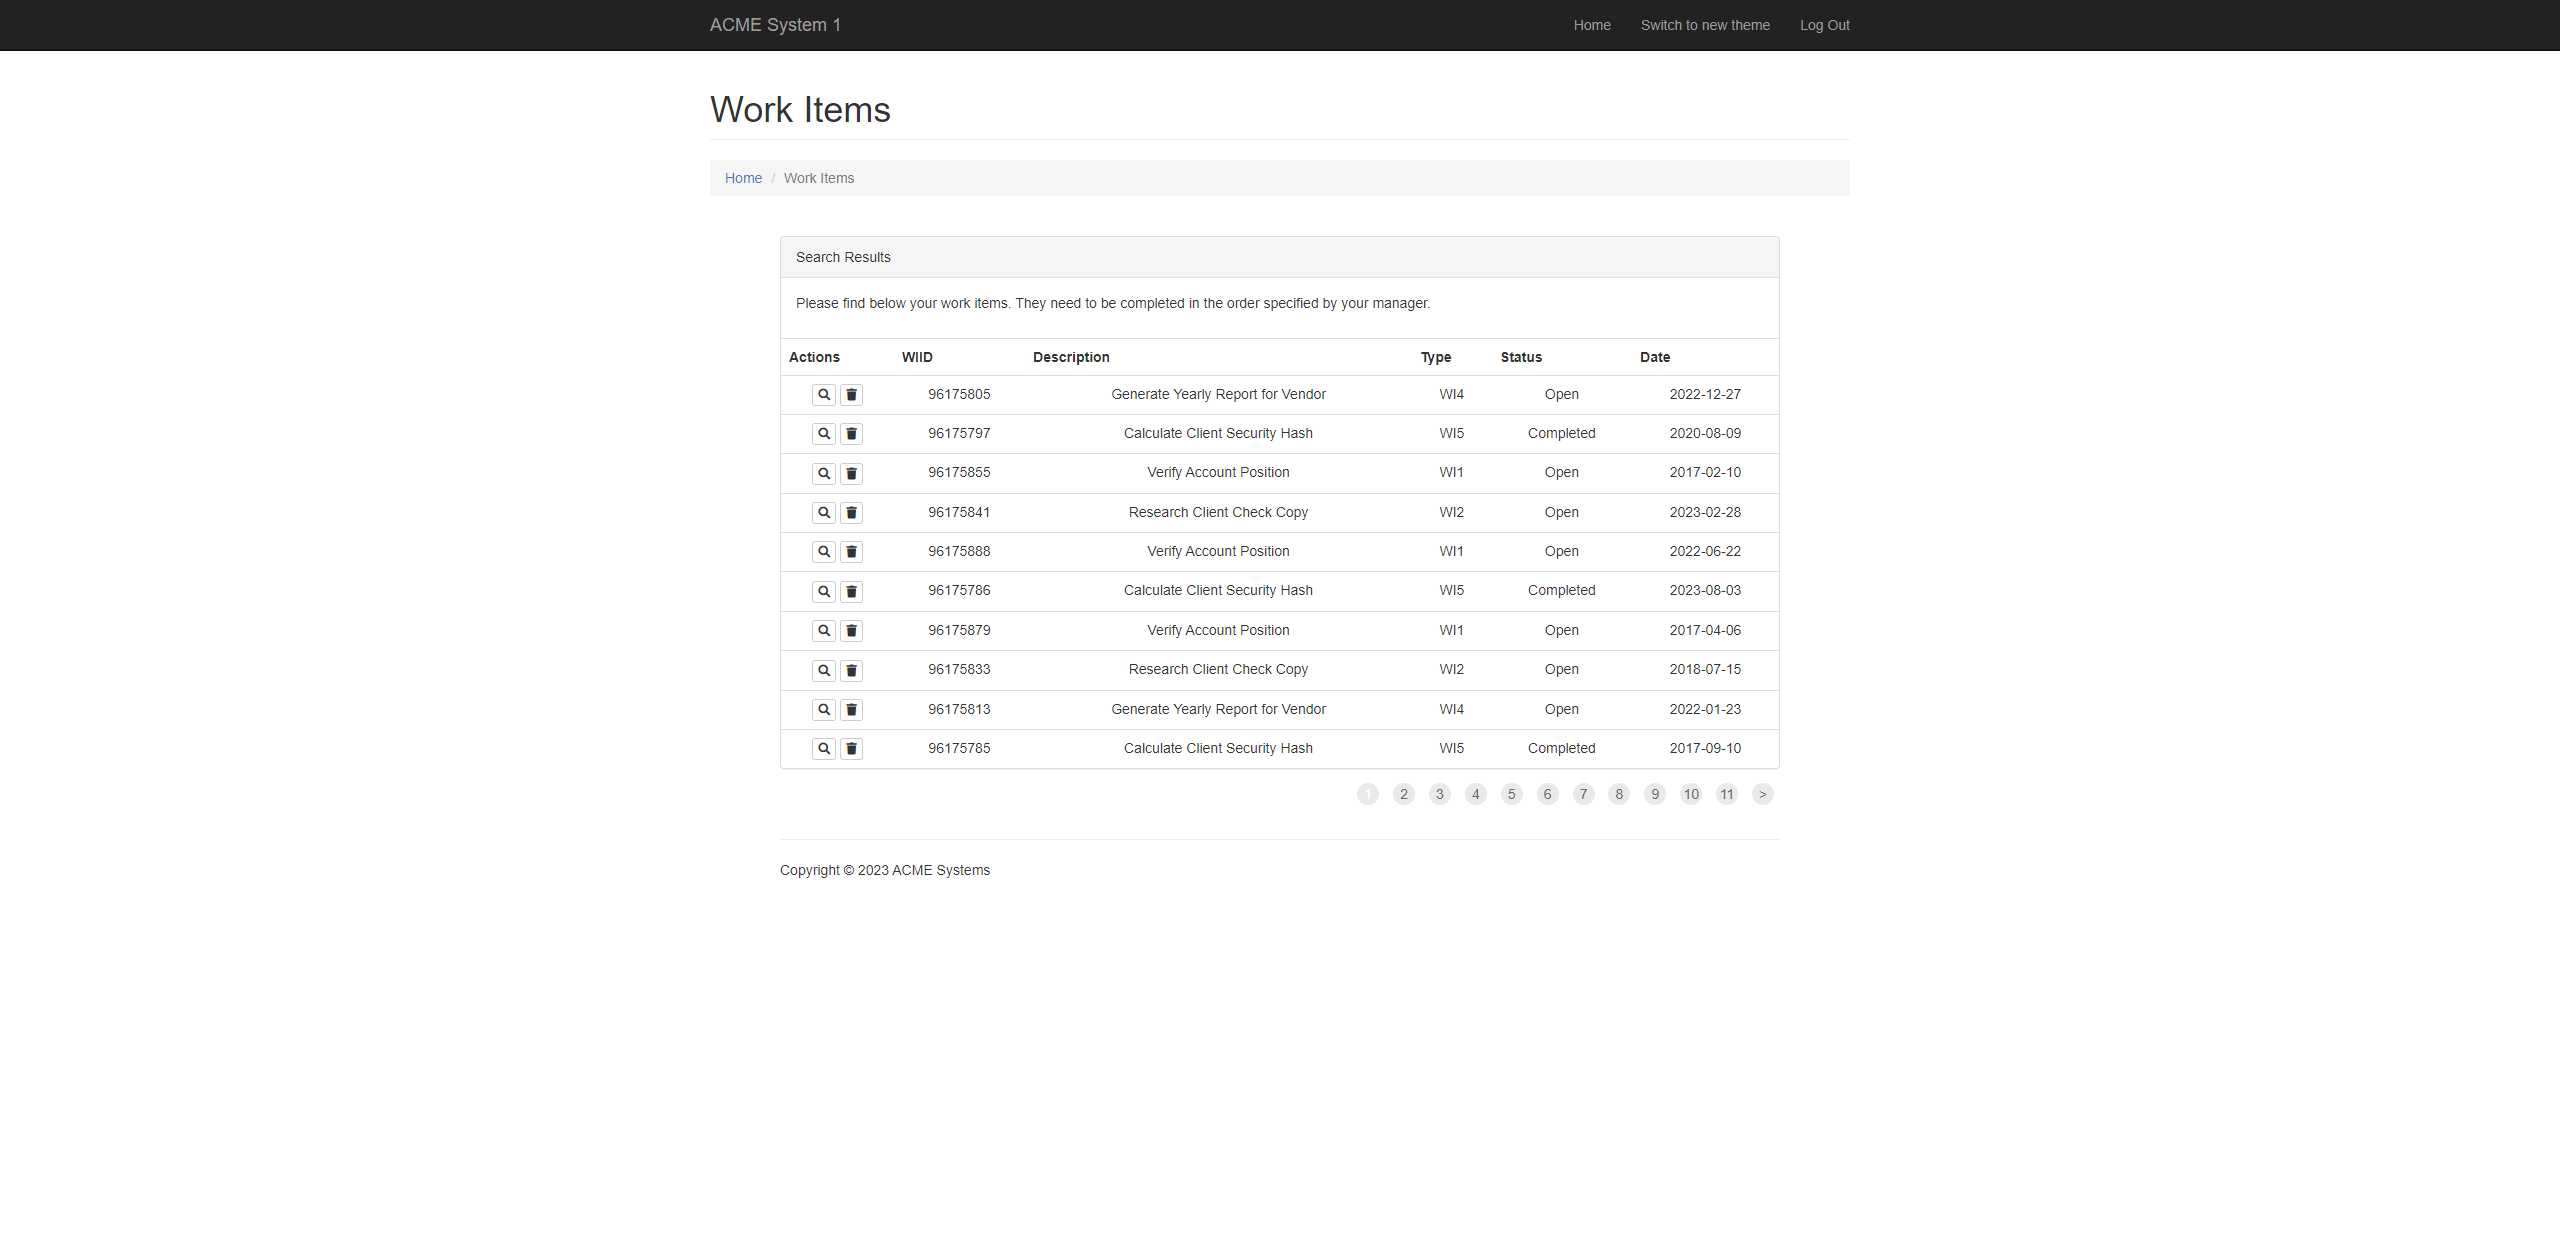 ACME System 1 Home Switch to new theme Log Out
Work Items
Home / Work Items
Search Results
Please find below your work items. They need to be completed in the order specified by your manager.
Actions WIID Description Type Status Date
96175805 Generate Yearly Report for Vendor WI4 Open 2022-12-27
96175797 Calculate Client Security Hash WI5 Completed 2020-08-09
96175855 Verify Account Position WI1 Open 2017-02-10
96175841 Research Client Check Copy WI2 Open 2023-02-28
96175888 Verify Account Position WI1 Open 2022-06-22
96175786 Calculate Client Security Hash WI5 Completed 2023-08-03
96175879 Verify Account Position WI1 Open 2017-04-06
96175833 Research Client Check Copy WI2 Open 2018-07-15
96175813 Generate Yearly Report for Vendor WI4 Open 2022-01-23
96175785 Calculate Client Security Hash WI5 Completed 2017-09-10
1 2 3 4 5 6 7 8 9 10 11 >
Copyright © 2023 ACME Systems